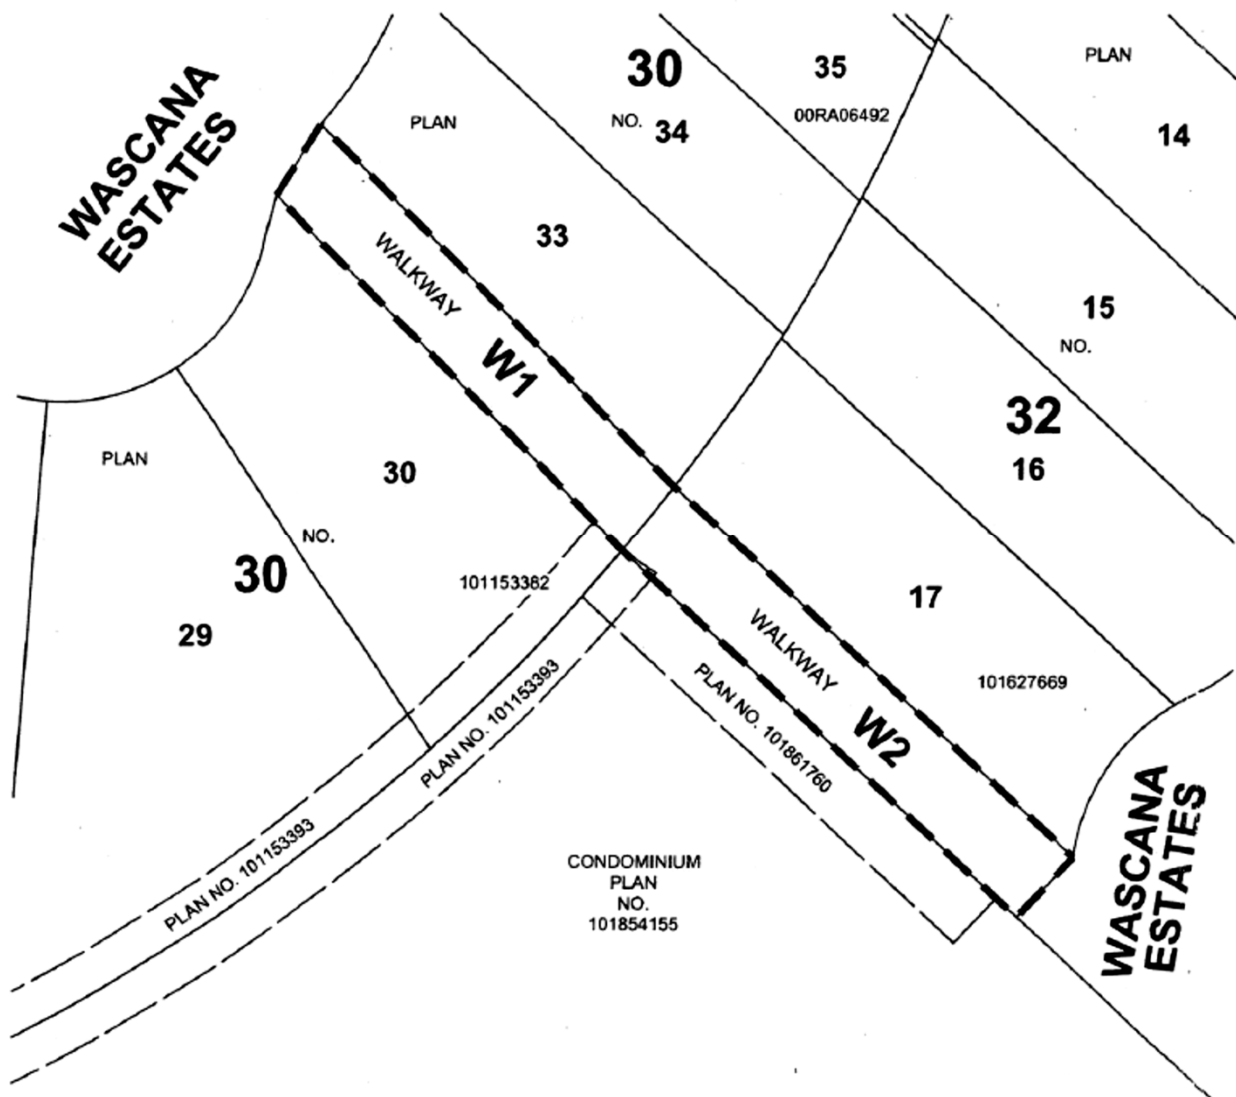 WASCANA
ESTATES
PLAN
30
NO.
34
35
00RA06492
PLAN
14
33
WALKWAY
W1
15
NO.
32
16
PLAN
30
NO.
30
29
101153382
17
101627669
WALKWAY
W2
PLAN NO. 101861760
PLAN NO. 101153393
PLAN NO. 101153393
CONDOMINIUM
PLAN
NO.
101854155
WASCANA
ESTATES